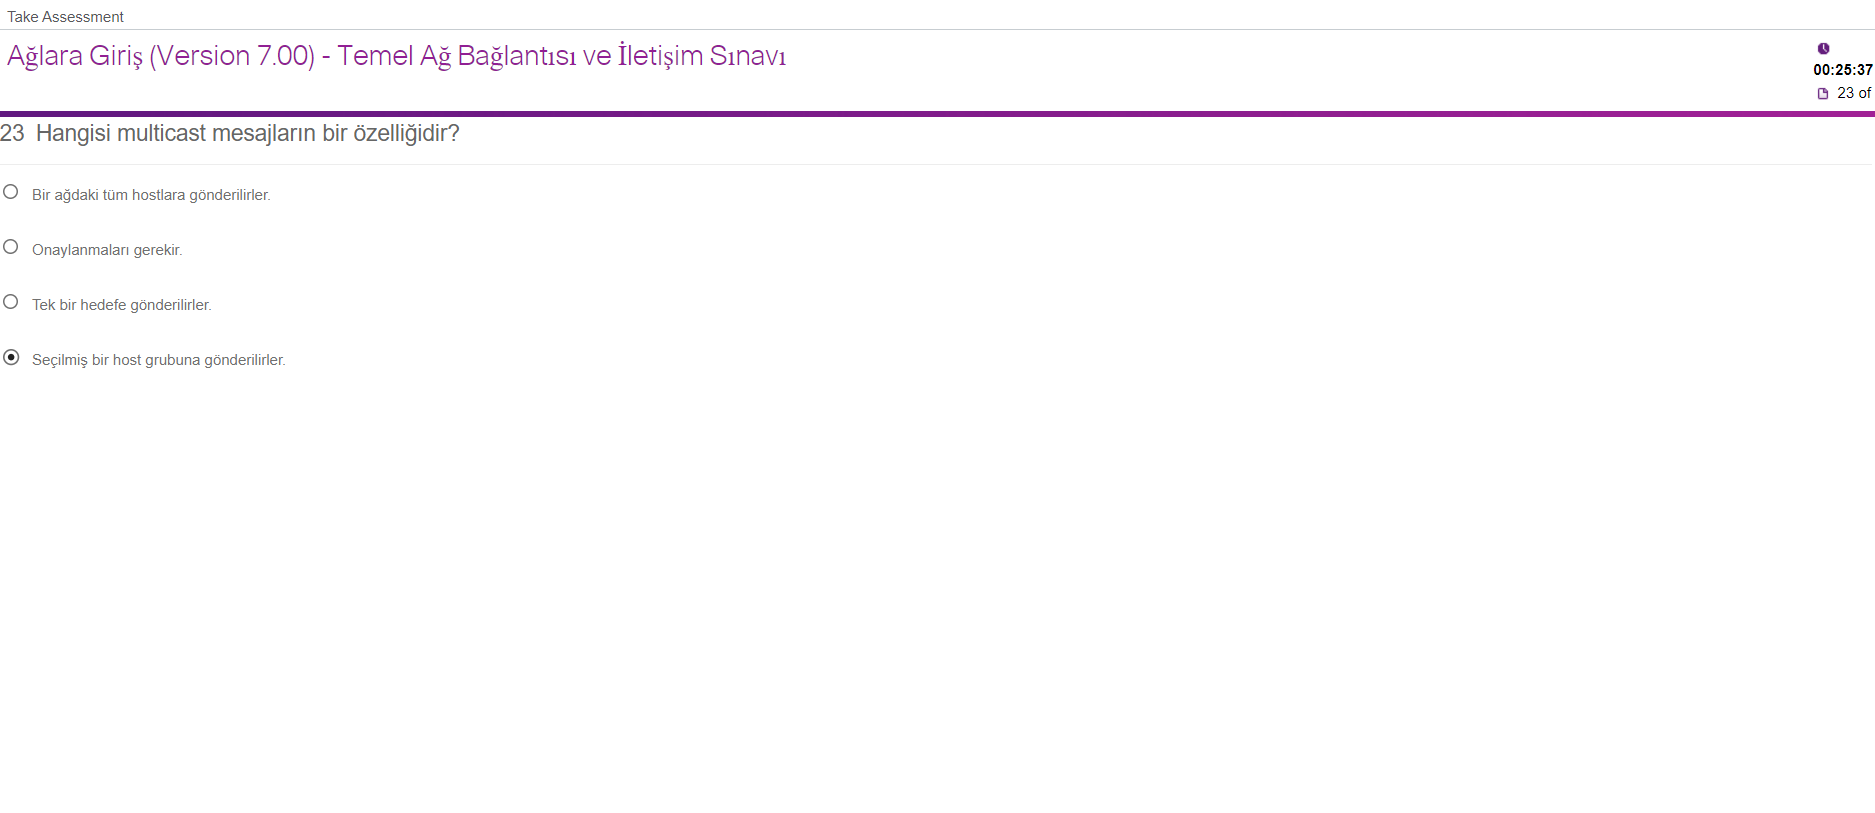 Take Assessment
Ağlara Giriş (Version 7.00) - Temel Ağ Bağlantısı ve İletişim Sınavı
00:25:37
23 of
23 Hangisi multicast mesajların bir özelliğidir?
Bir ağdaki tüm hostlara gönderilirler.
Onaylanmaları gerekir.
Tek bir hedefe gönderilirler.
Seçilmiş bir host grubuna gönderilirler.